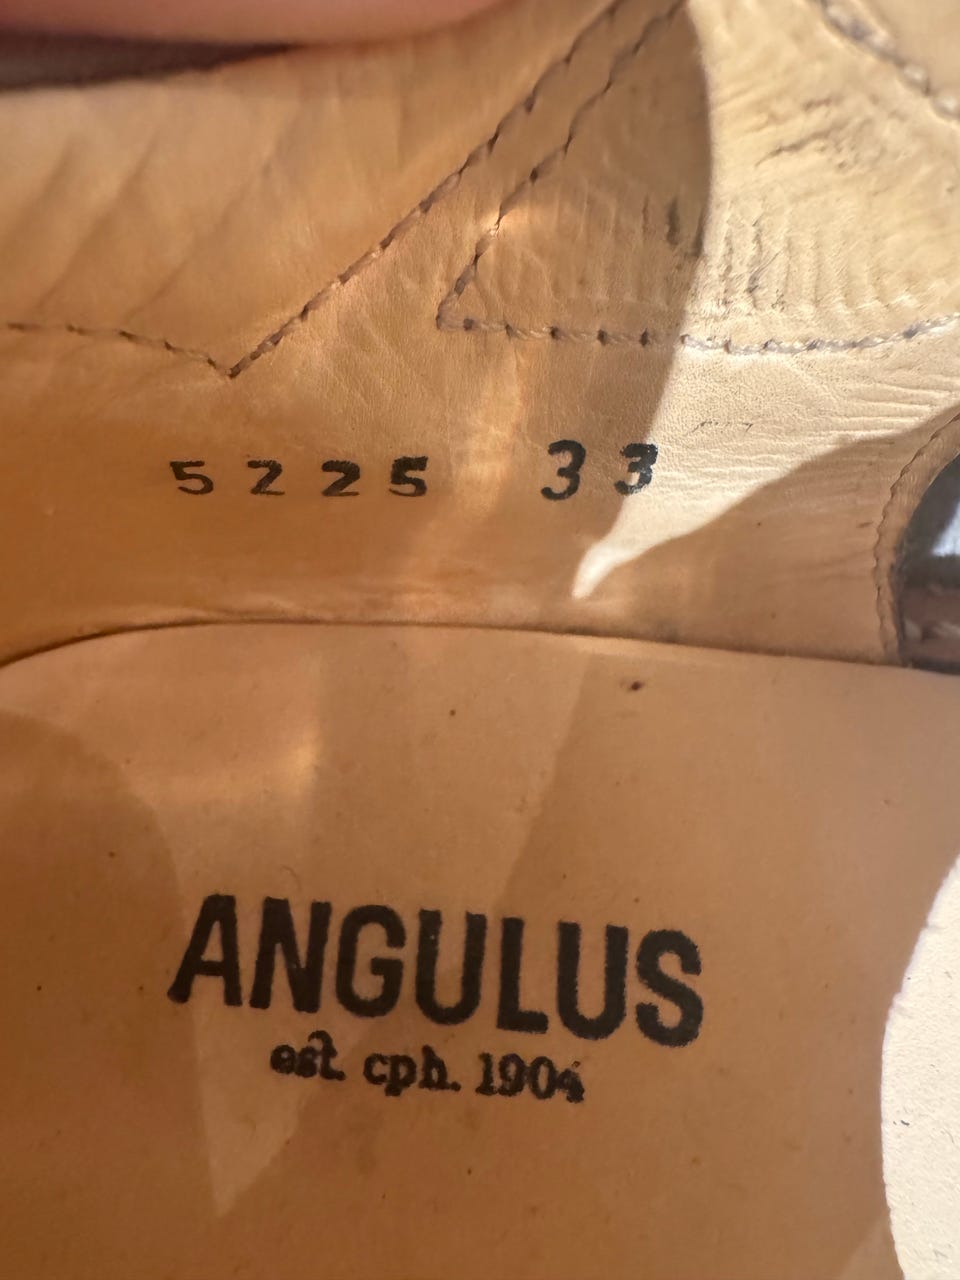 5225 33
ANGULUS
est. cph. 1904